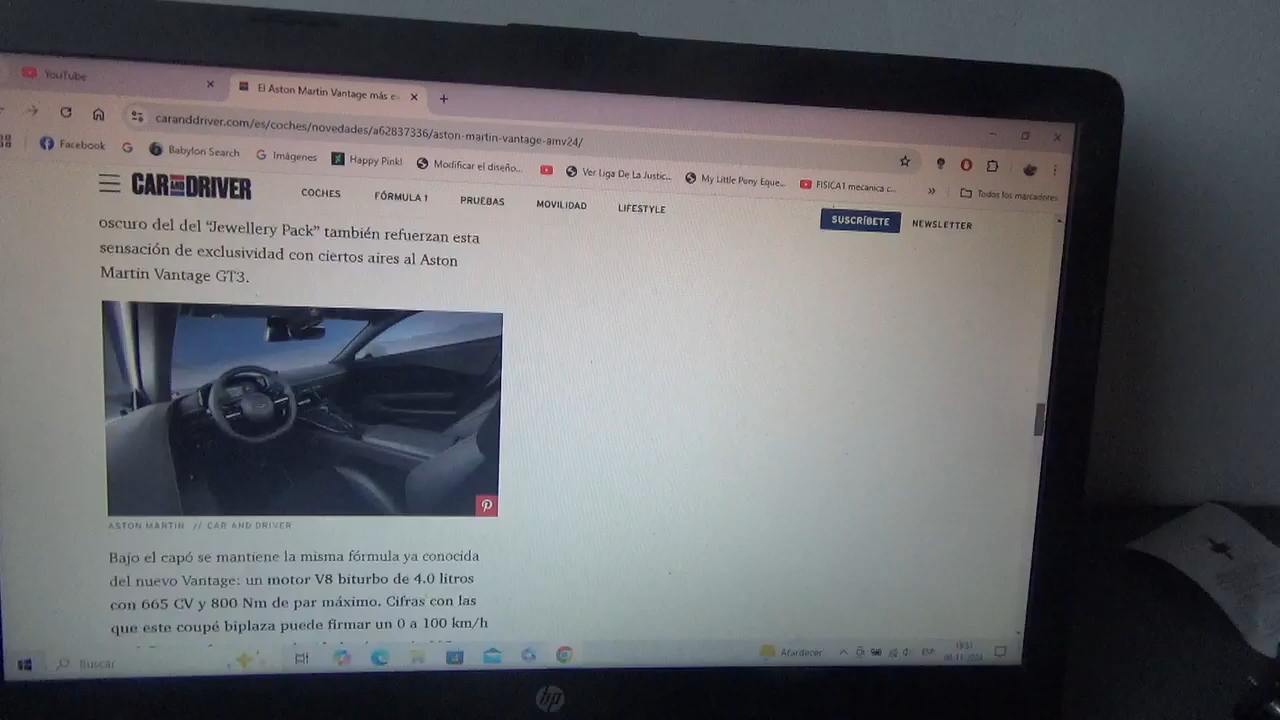 YouTube
El Aston Martin Vantage más e
caranddriver.com/es/coches/novedades/a62837336/aston-martin-vantage-amv24/
Facebook
Babylon Search
Imágenes
Happy Pink!
Modificar el diseño...
Ver Liga De La Justic...
My Little Pony Eque...
FISICA1 mecanica c...
Todos los marcadores
CAR AND DRIVER
COCHES
FÓRMULA 1
PRUEBAS
MOVILIDAD
LIFESTYLE
SUSCRÍBETE
NEWSLETTER
oscuro del del “Jewellery Pack” también refuerzan esta
sensación de exclusividad con ciertos aires al Aston
Martin Vantage GT3.
ASTON MARTIN // CAR AND DRIVER
Bajo el capó se mantiene la misma fórmula ya conocida
del nuevo Vantage: un motor V8 biturbo de 4.0 litros
con 665 CV y 800 Nm de par máximo. Cifras con las
que este coupé biplaza puede firmar un 0 a 100 km/h
Buscar
Atardecer
ESP
hp